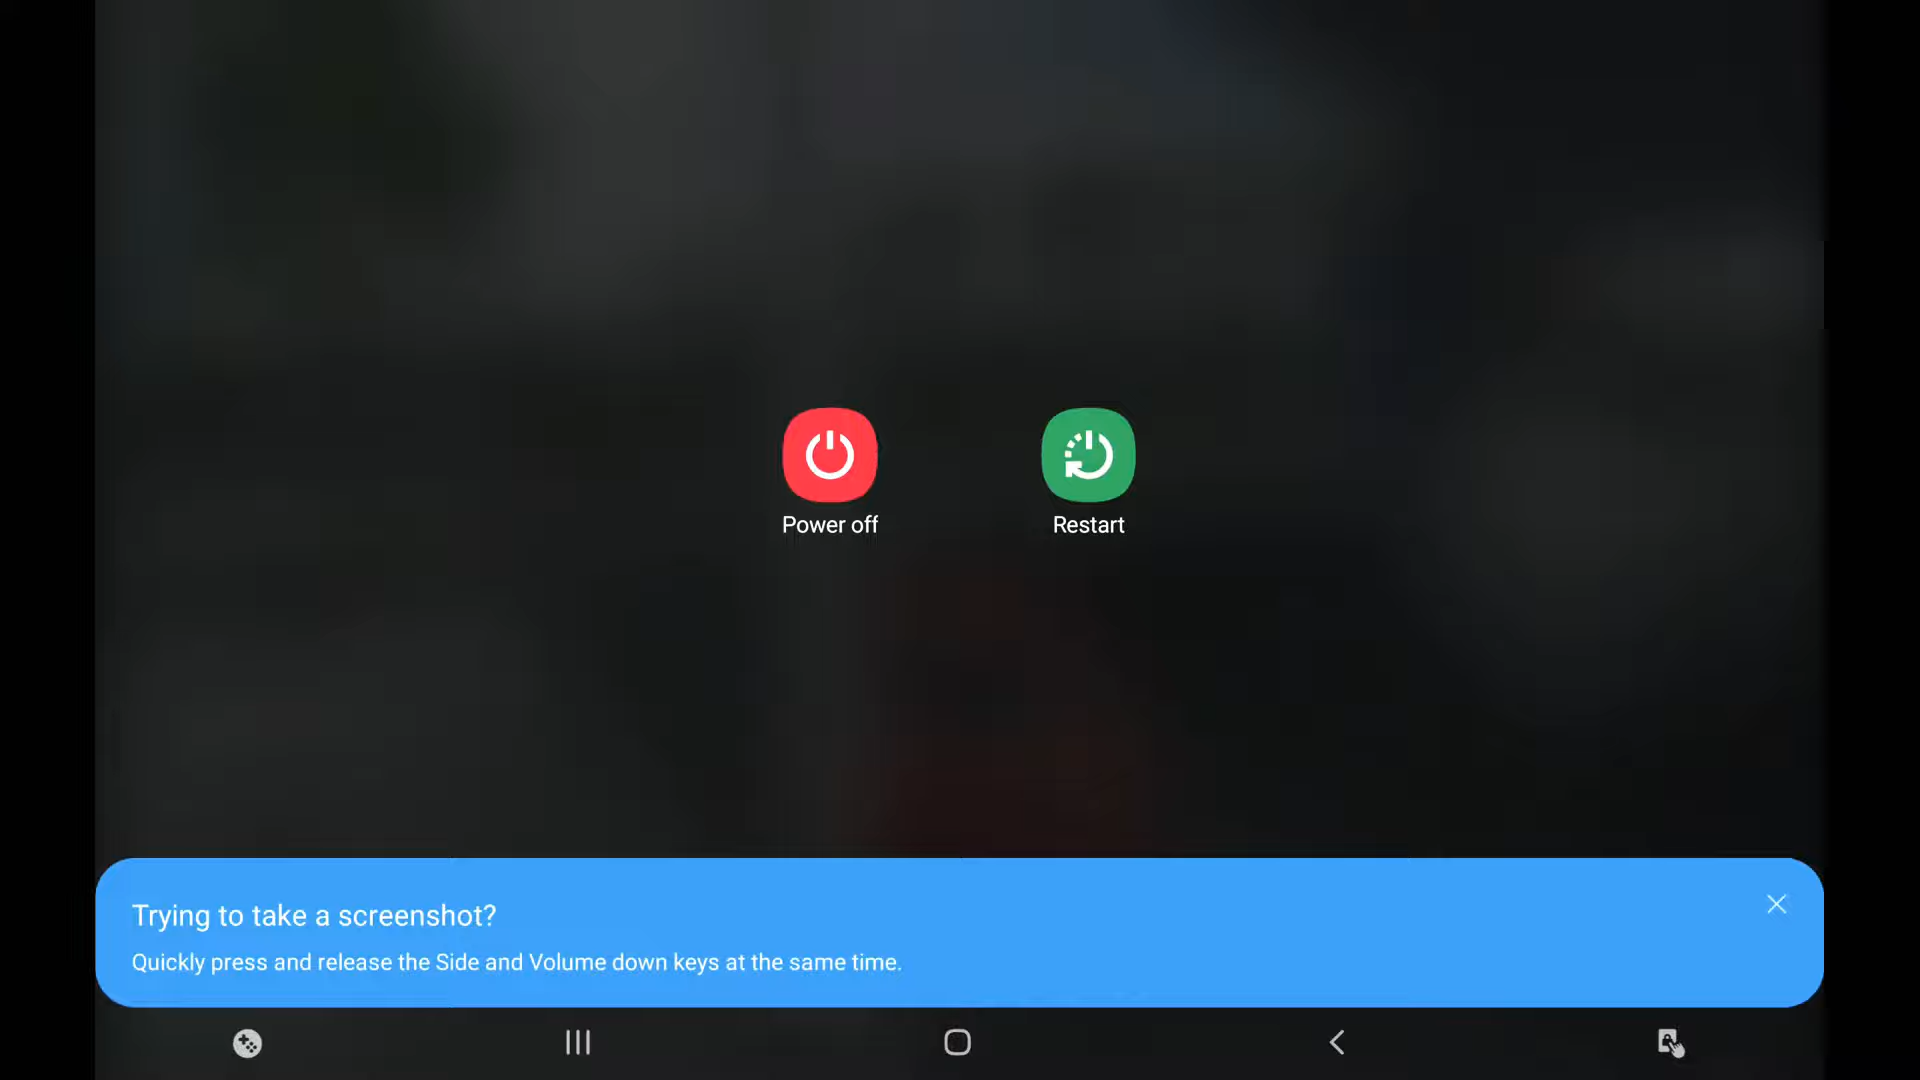 Power off
Restart
Trying to take a screenshot?
Quickly press and release the Side and Volume down keys at the same time.